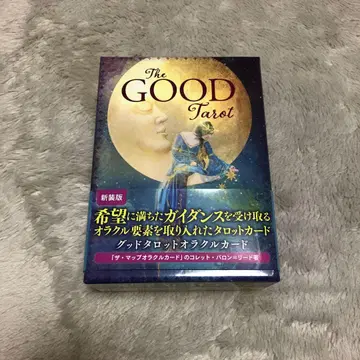 The
GOOD
Tarot
新装版
希望に満ちたガイダンスを受け取る
オラクル要素を取り入れたタロットカード
グッドタロットオラクルカード
「ザ・マップオラクルカード」のコレット・バロン=リード著